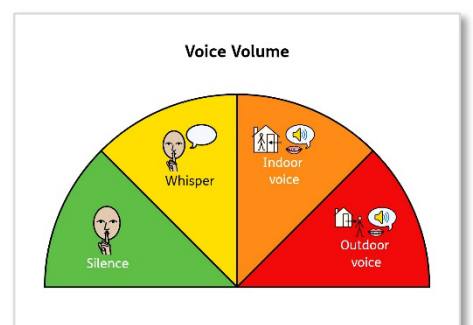 Voice Volume
Whisper
Indoor
voice
Silence
Outdoor
voice